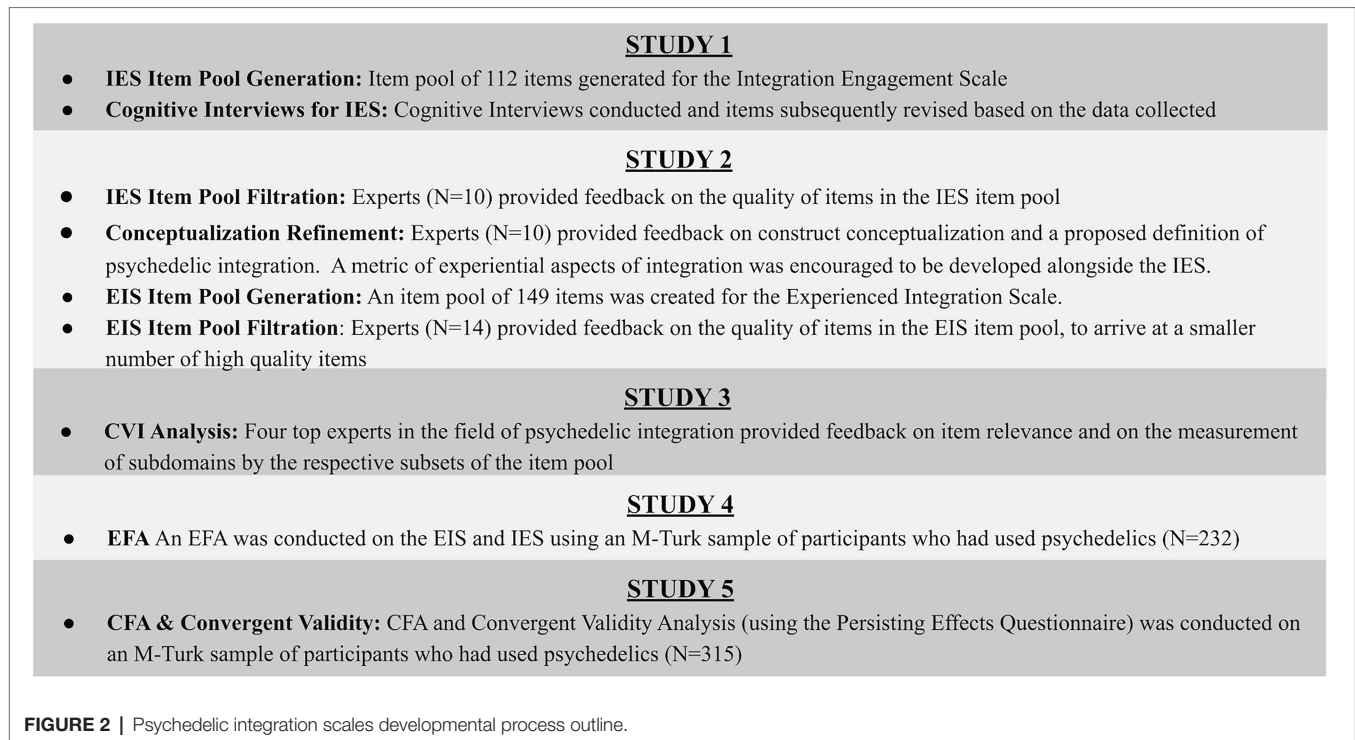 STUDY 1
● IES Item Pool Generation: Item pool of 112 items generated for the Integration Engagement Scale
● Cognitive Interviews for IES: Cognitive Interviews conducted and items subsequently revised based on the data collected
STUDY 2
● IES Item Pool Filtration: Experts (N=10) provided feedback on the quality of items in the IES item pool
● Conceptualization Refinement: Experts (N=10) provided feedback on construct conceptualization and a proposed definition of
psychedelic integration.  A metric of experiential aspects of integration was encouraged to be developed alongside the IES.
● EIS Item Pool Generation: An item pool of 149 items was created for the Experienced Integration Scale.
● EIS Item Pool Filtration: Experts (N=14) provided feedback on the quality of items in the EIS item pool, to arrive at a smaller
number of high quality items
STUDY 3
● CVI Analysis: Four top experts in the field of psychedelic integration provided feedback on item relevance and on the measurement
of subdomains by the respective subsets of the item pool
STUDY 4
● EFA An EFA was conducted on the EIS and IES using an M-Turk sample of participants who had used psychedelics (N=232)
STUDY 5
● CFA & Convergent Validity: CFA and Convergent Validity Analysis (using the Persisting Effects Questionnaire) was conducted on
an M-Turk sample of participants who had used psychedelics (N=315)
FIGURE 2 | Psychedelic integration scales developmental process outline.